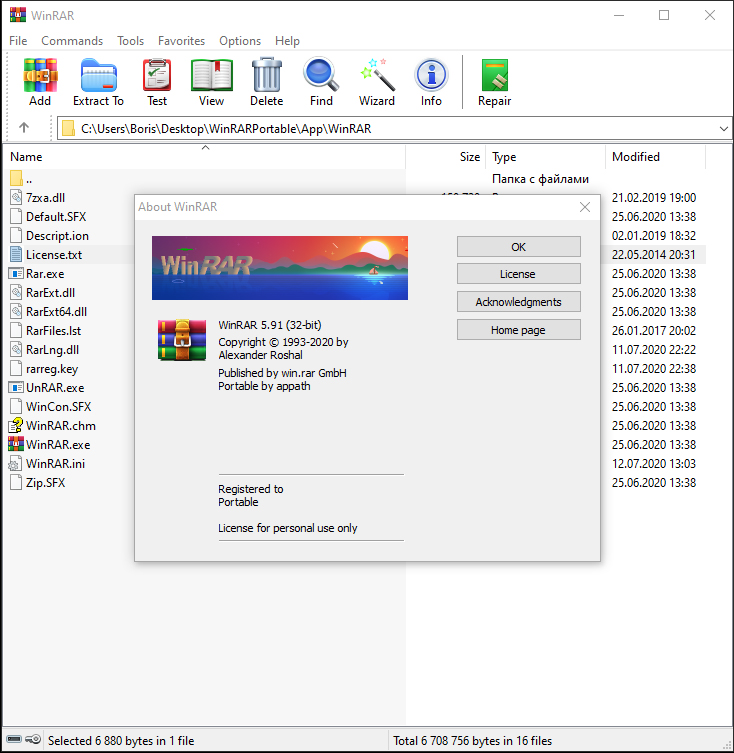 WinRAR
File Commands Tools Favorites Options Help
Add Extract To Test View Delete Find Wizard Info Repair
C:\Users\Boris\Desktop\WinRARPortable\App\WinRAR
Name Size Type Modified
.. Папка с файлами
7zxa.dll 21.02.2019 19:00
Default.SFX 25.06.2020 13:38
Descript.ion 02.01.2019 18:32
License.txt 22.05.2014 20:31
Rar.exe 25.06.2020 13:38
RarExt.dll 25.06.2020 13:38
RarExt64.dll 25.06.2020 13:38
RarFiles.lst 26.01.2017 20:02
RarLng.dll 11.07.2020 22:22
rarreg.key 11.07.2020 22:38
UnRAR.exe 25.06.2020 13:38
WinCon.SFX 25.06.2020 13:38
WinRAR.chm 25.06.2020 13:38
WinRAR.exe 25.06.2020 13:38
WinRAR.ini 12.07.2020 13:03
Zip.SFX 25.06.2020 13:38
About WinRAR
WinRAR
OK
License
Acknowledgments
Home page
WinRAR 5.91 (32-bit)
Copyright © 1993-2020 by
Alexander Roshal
Published by win.rar GmbH
Portable by appath
Registered to
Portable
License for personal use only
Selected 6 880 bytes in 1 file Total 6 708 756 bytes in 16 files